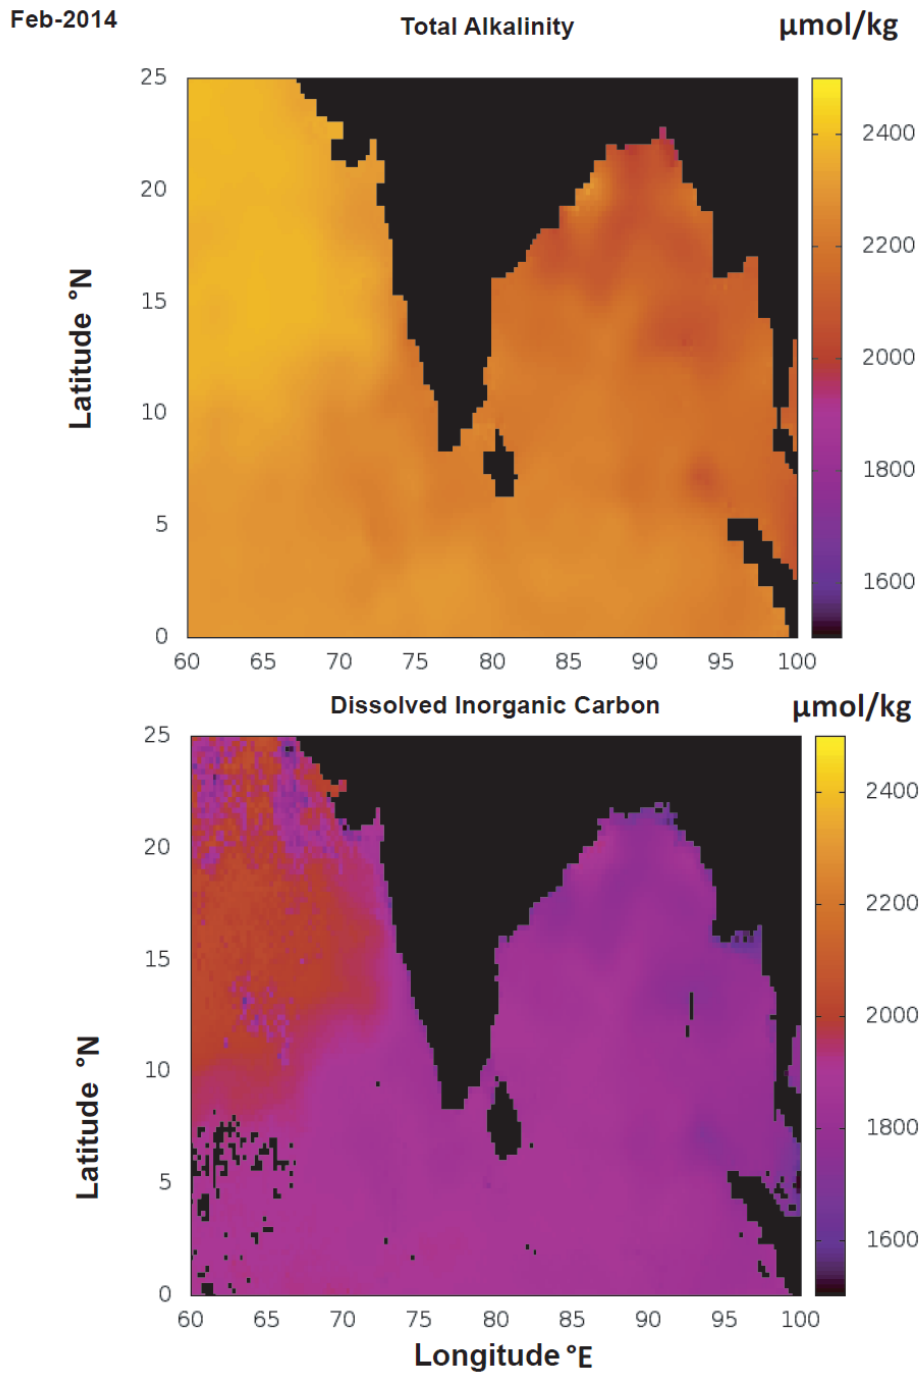 Feb-2014
Total Alkalinity
µmol/kg
25
20
15
10
5
0
Latitude °N
2400
2200
2000
1800
1600
60 65 70 75 80 85 90 95 100
Dissolved Inorganic Carbon
µmol/kg
25
20
15
10
5
0
Latitude °N
2400
2200
2000
1800
1600
60 65 70 75 80 85 90 95 100
Longitude °E